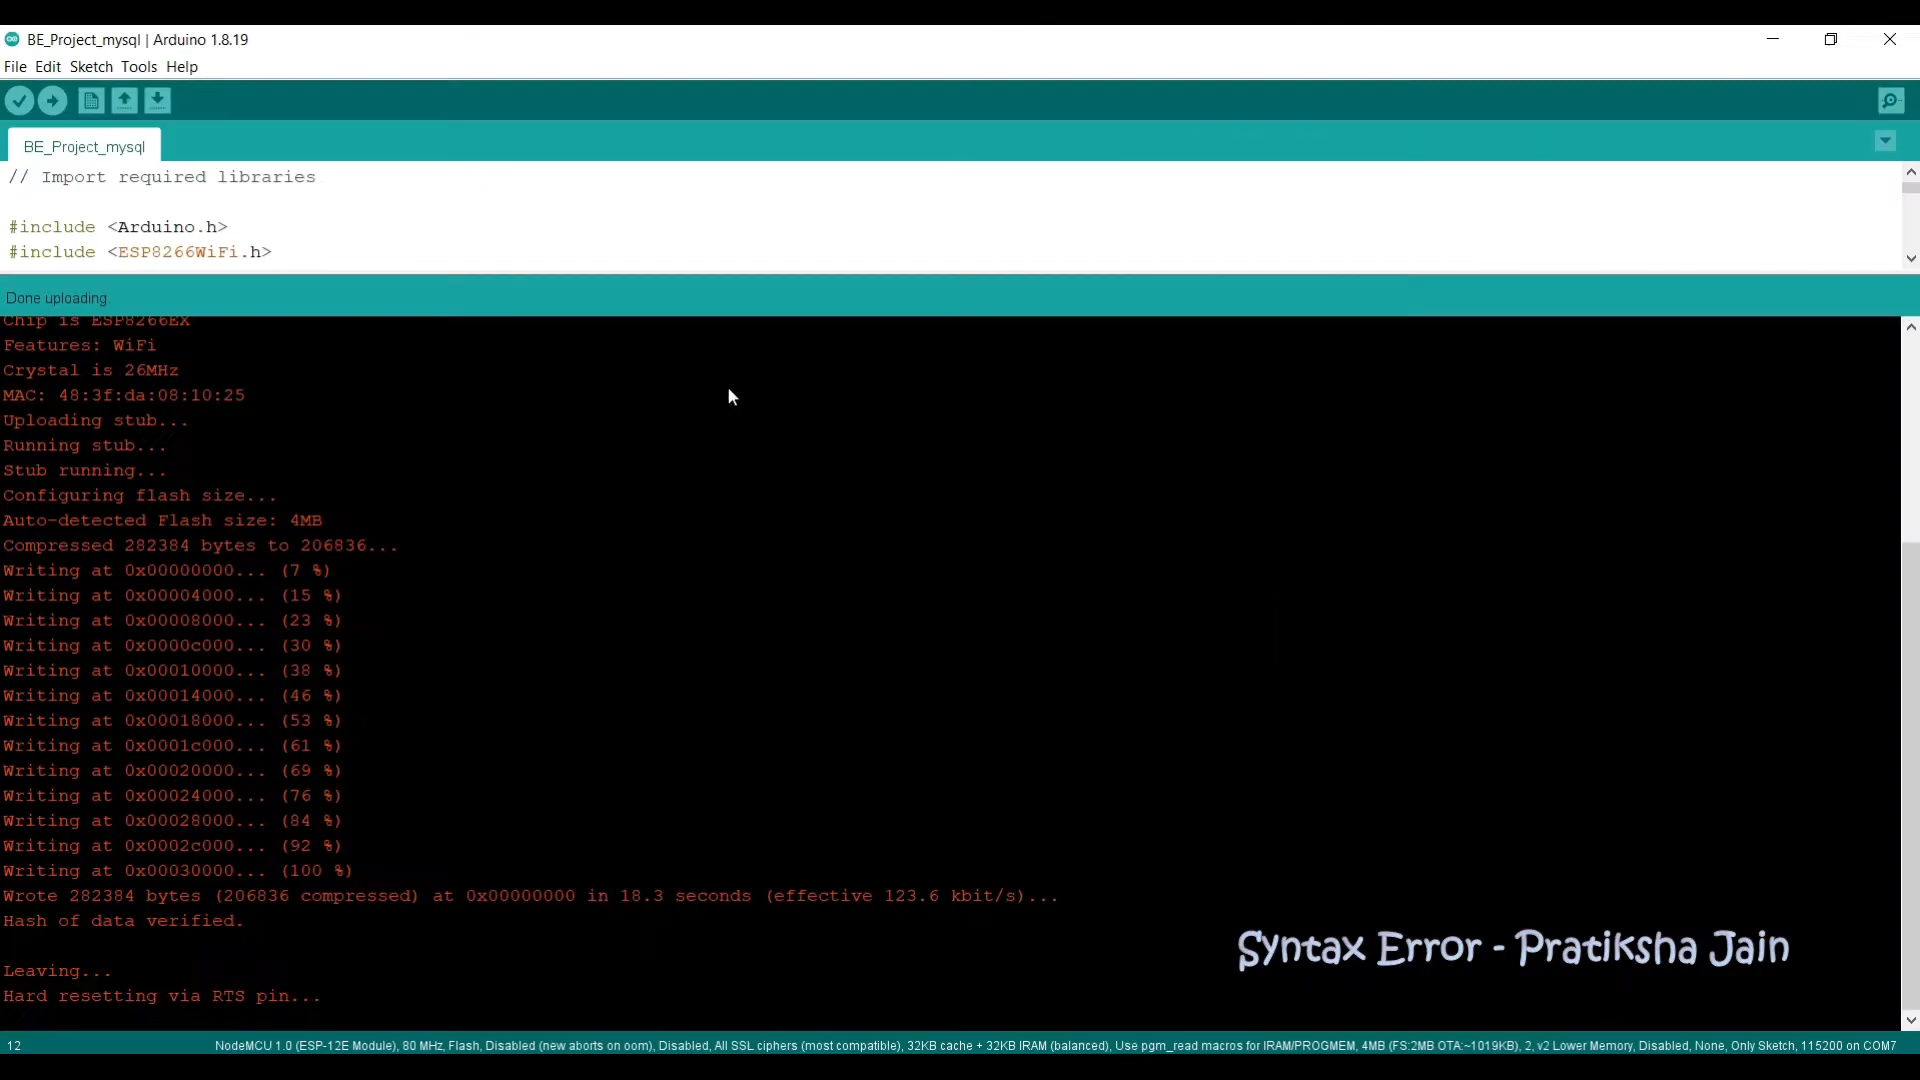 BE_Project_mysql | Arduino 1.8.19
File Edit Sketch Tools Help
BE_Project_mysql
// Import required libraries
#include <Arduino.h>
#include <ESP8266WiFi.h>
Done uploading.
Chip is ESP8266EX
Features: WiFi
Crystal is 26MHz
MAC: 48:3f:da:08:10:25
Uploading stub...
Running stub...
Stub running...
Configuring flash size...
Auto-detected Flash size: 4MB
Compressed 282384 bytes to 206836...
Writing at 0x00000000... (7 %)
Writing at 0x00004000... (15 %)
Writing at 0x00008000... (23 %)
Writing at 0x0000c000... (30 %)
Writing at 0x00010000... (38 %)
Writing at 0x00014000... (46 %)
Writing at 0x00018000... (53 %)
Writing at 0x0001c000... (61 %)
Writing at 0x00020000... (69 %)
Writing at 0x00024000... (76 %)
Writing at 0x00028000... (84 %)
Writing at 0x0002c000... (92 %)
Writing at 0x00030000... (100 %)
Wrote 282384 bytes (206836 compressed) at 0x00000000 in 18.3 seconds (effective 123.6 kbit/s)...
Hash of data verified.
Syntax Error - Pratiksha Jain
Leaving...
Hard resetting via RTS pin...
12 NodeMCU 1.0 (ESP-12E Module), 80 MHz, Flash, Disabled (new aborts on oom), Disabled, All SSL ciphers (most compatible), 32KB cache + 32KB IRAM (balanced), Use pgm_read macros for IRAM/PROGMEM, 4MB (FS:2MB OTA:~1019KB), 2, v2 Lower Memory, Disabled, None, Only Sketch, 115200 on COM7